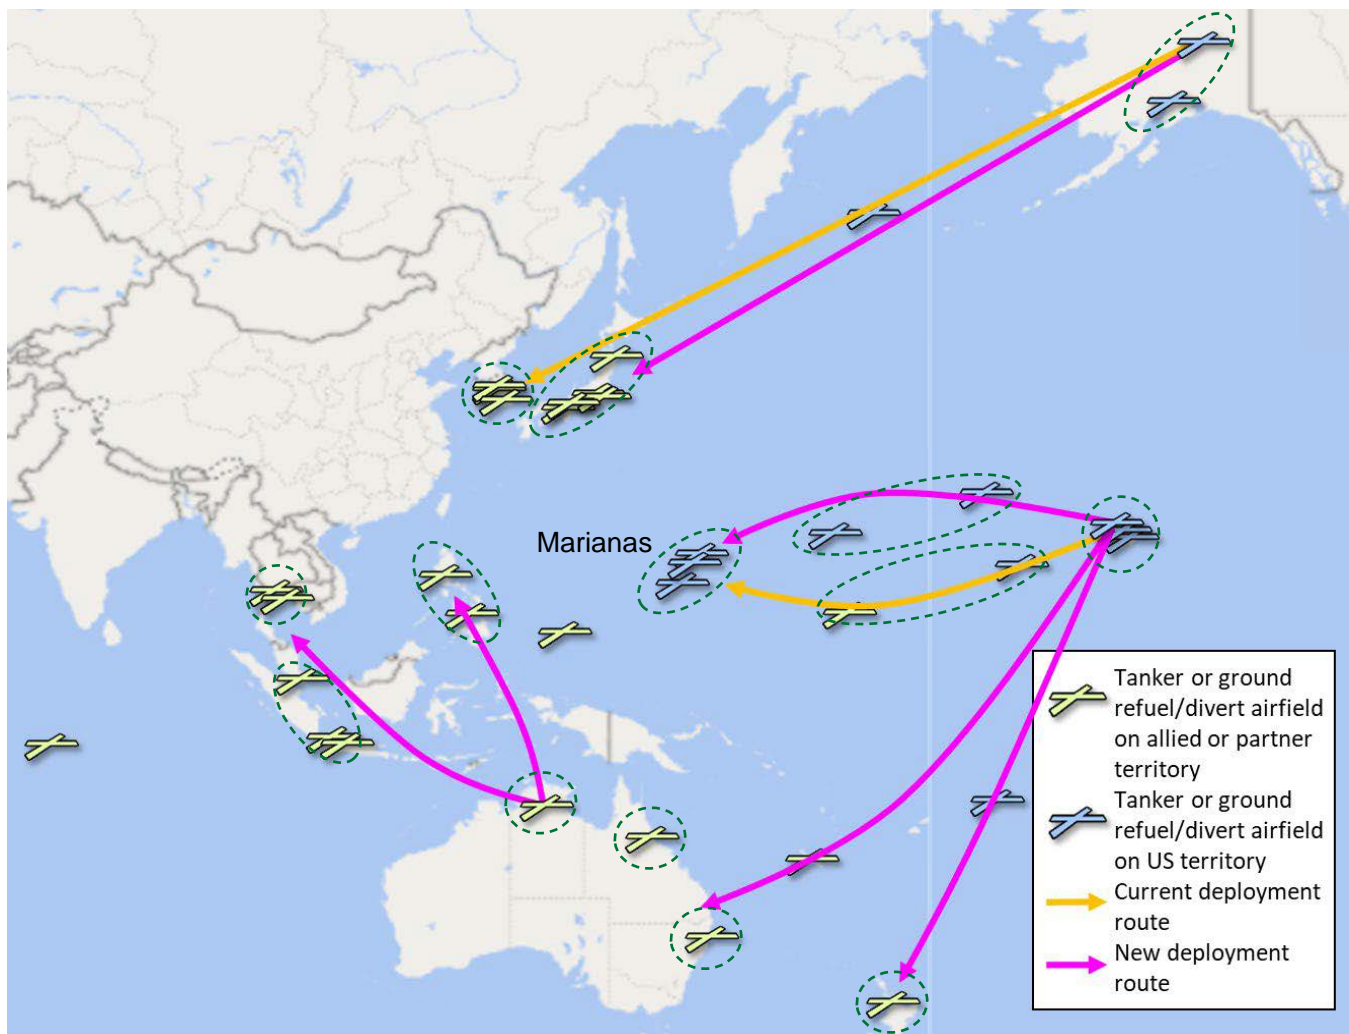 Marianas
Tanker or ground
refuel/divert airfield
on allied or partner
territory
Tanker or ground
refuel/divert airfield
on US territory
Current deployment
route
New deployment
route